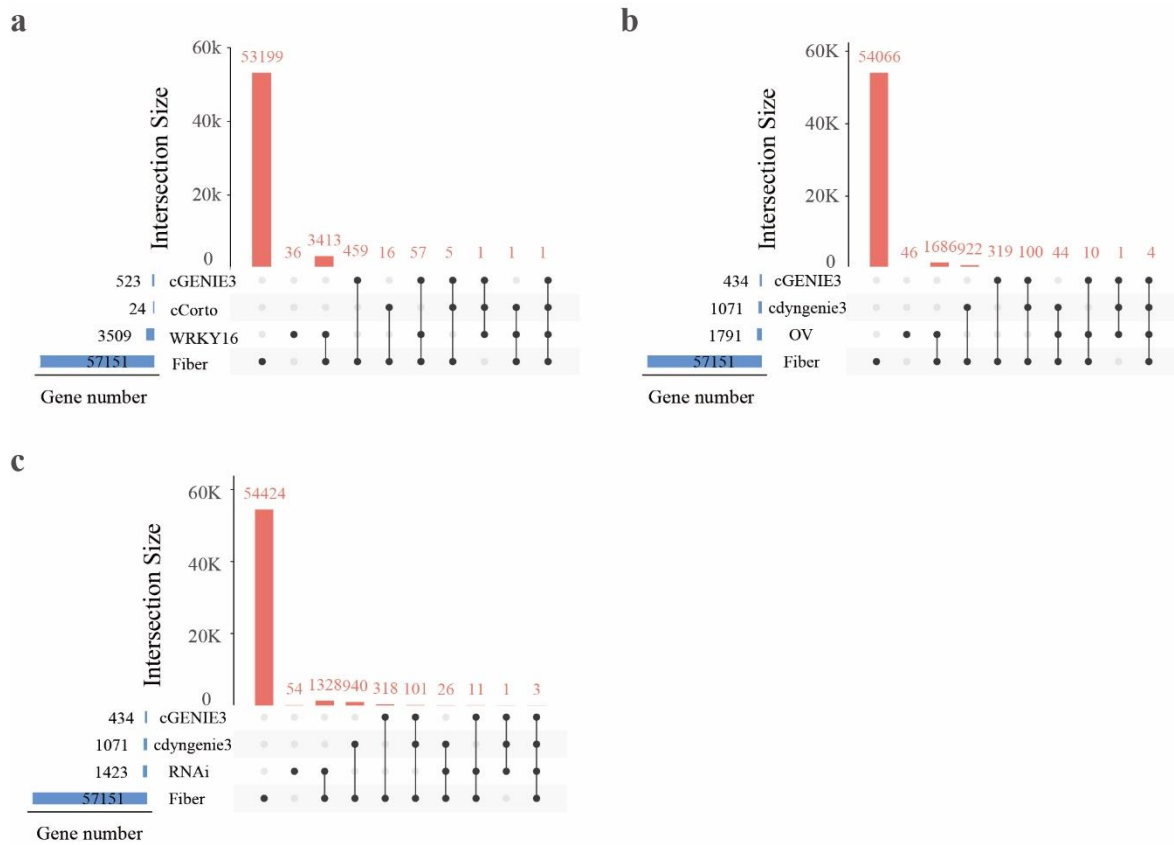 a
60k
40k
20k
0
Intersection Size
53199
36
3413
459
16
57
5
1
1
1
523 cGENIE3
24 cCorto
3509 WRKY16
57151 Fiber
Gene number
b
60K
40K
20K
0
Intersection Size
54066
46
1686
922
319
100
44
10
1
4
434 cGENIE3
1071 cdyngenie3
1791 OV
57151 Fiber
Gene number
c
60K
40K
20K
0
Intersection Size
54424
54
1328
940
318
101
26
11
1
3
434 cGENIE3
1071 cdyngenie3
1423 RNAi
57151 Fiber
Gene number